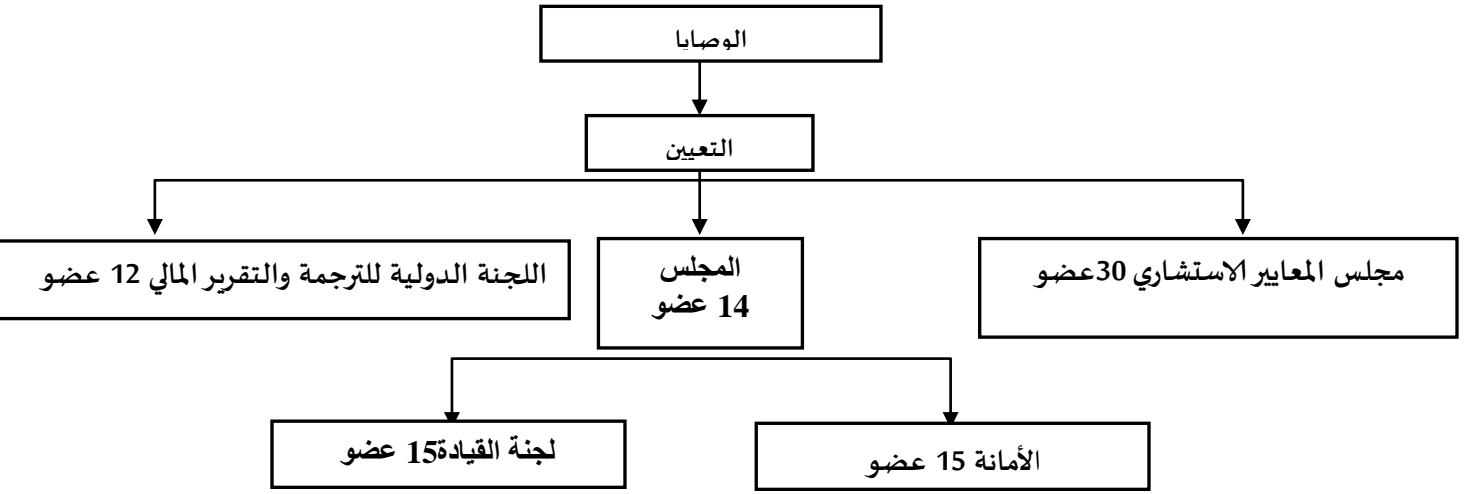 الوصايا
التعيين
مجلس المعايير الاستشاري 30عضو
المجلس
14 عضو
اللجنة الدولية للترجمة والتقرير المالي 12 عضو
الأمانة 15 عضو
لجنة القيادة15 عضو